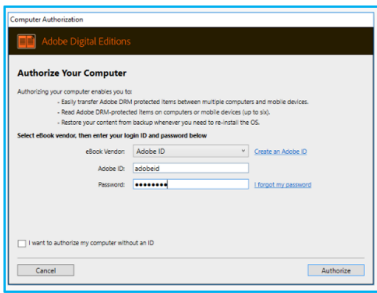 Computer Authorization
Adobe Digital Editions
Authorize Your Computer
Authorizing your computer enables you to:
- Easily transfer Adobe DRM protected items between multiple computers and mobile devices.
- Read Adobe DRM-protected items on computers or mobile devices (up to six).
- Restore your content from backup whenever you need to re-install the OS.
Select eBook vendor, then enter your login ID and password below
eBook Vendor: Adobe ID Create an Adobe ID
Adobe ID: adobeid
Password: •••••••• I forgot my password
I want to authorize my computer without an ID
Cancel Authorize